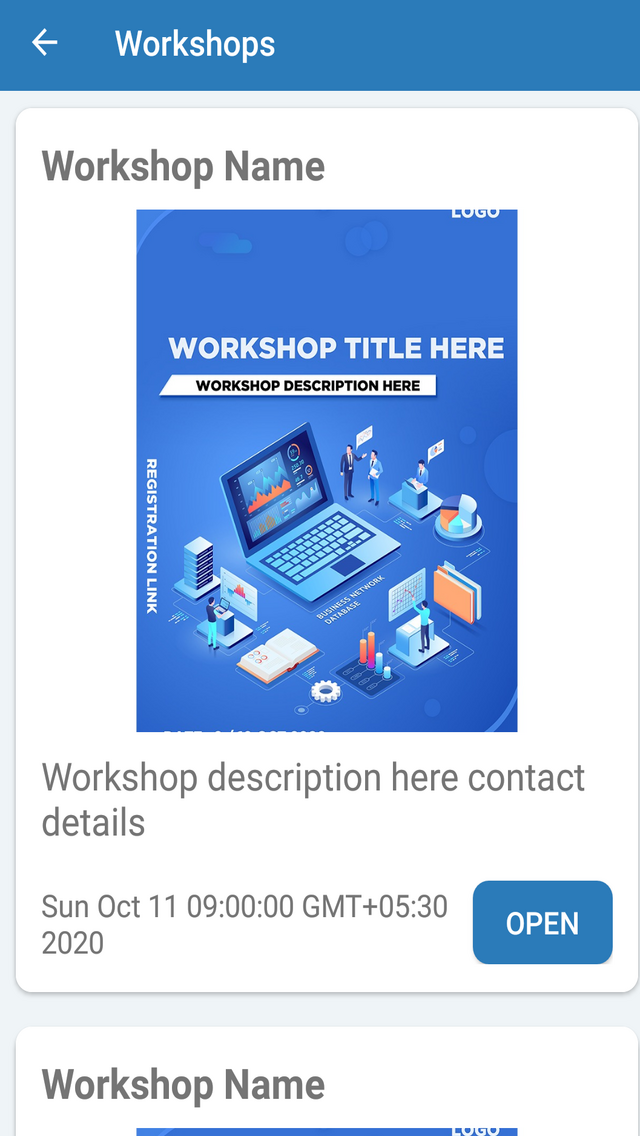 Workshops
Workshop Name
LOGO
WORKSHOP TITLE HERE
WORKSHOP DESCRIPTION HERE
REGISTRATION LINK
BUSINESS NETWORK
DATABASE
Workshop description here contact
details
Sun Oct 11 09:00:00 GMT+05:30
2020
OPEN
Workshop Name
LOGO